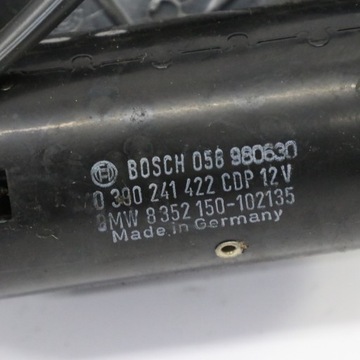 BOSCH 056 980630
0 390 241 422 CDP 12V
BMW 8 352 150-102135
Made in Germany